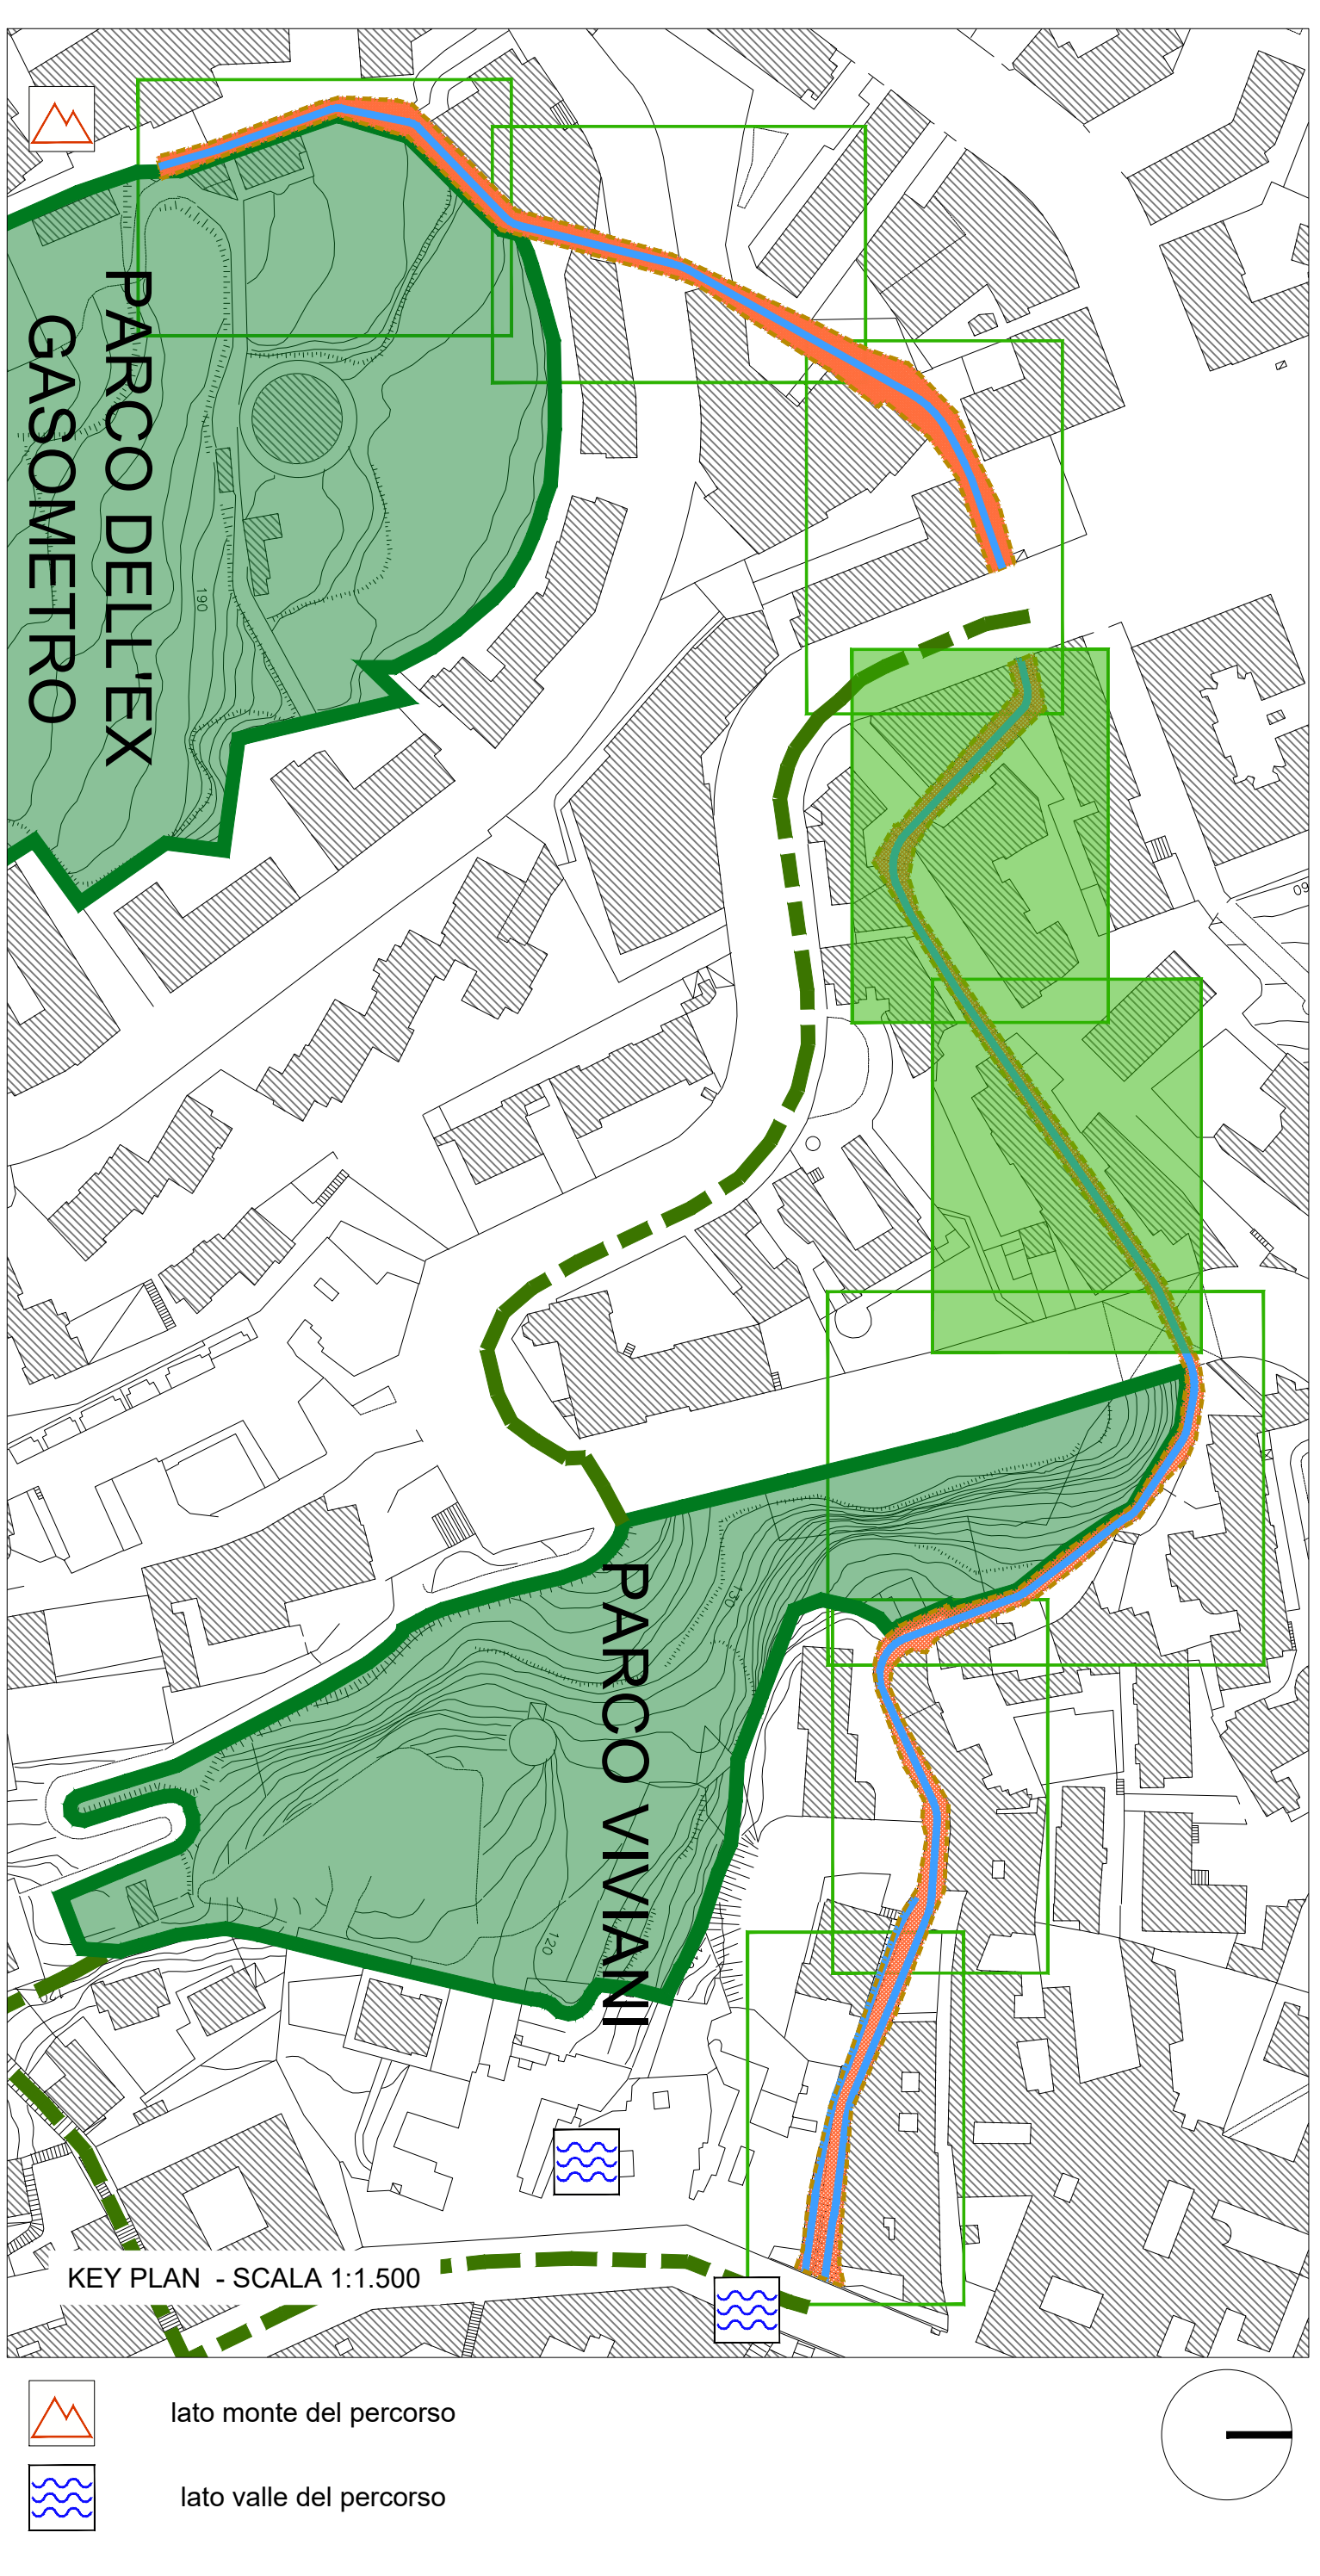 PARCO DELL'EX
GASOMETRO
190
09
130
PARCO VIVIANI
120
KEY PLAN - SCALA 1:1.500
lato monte del percorso
lato valle del percorso